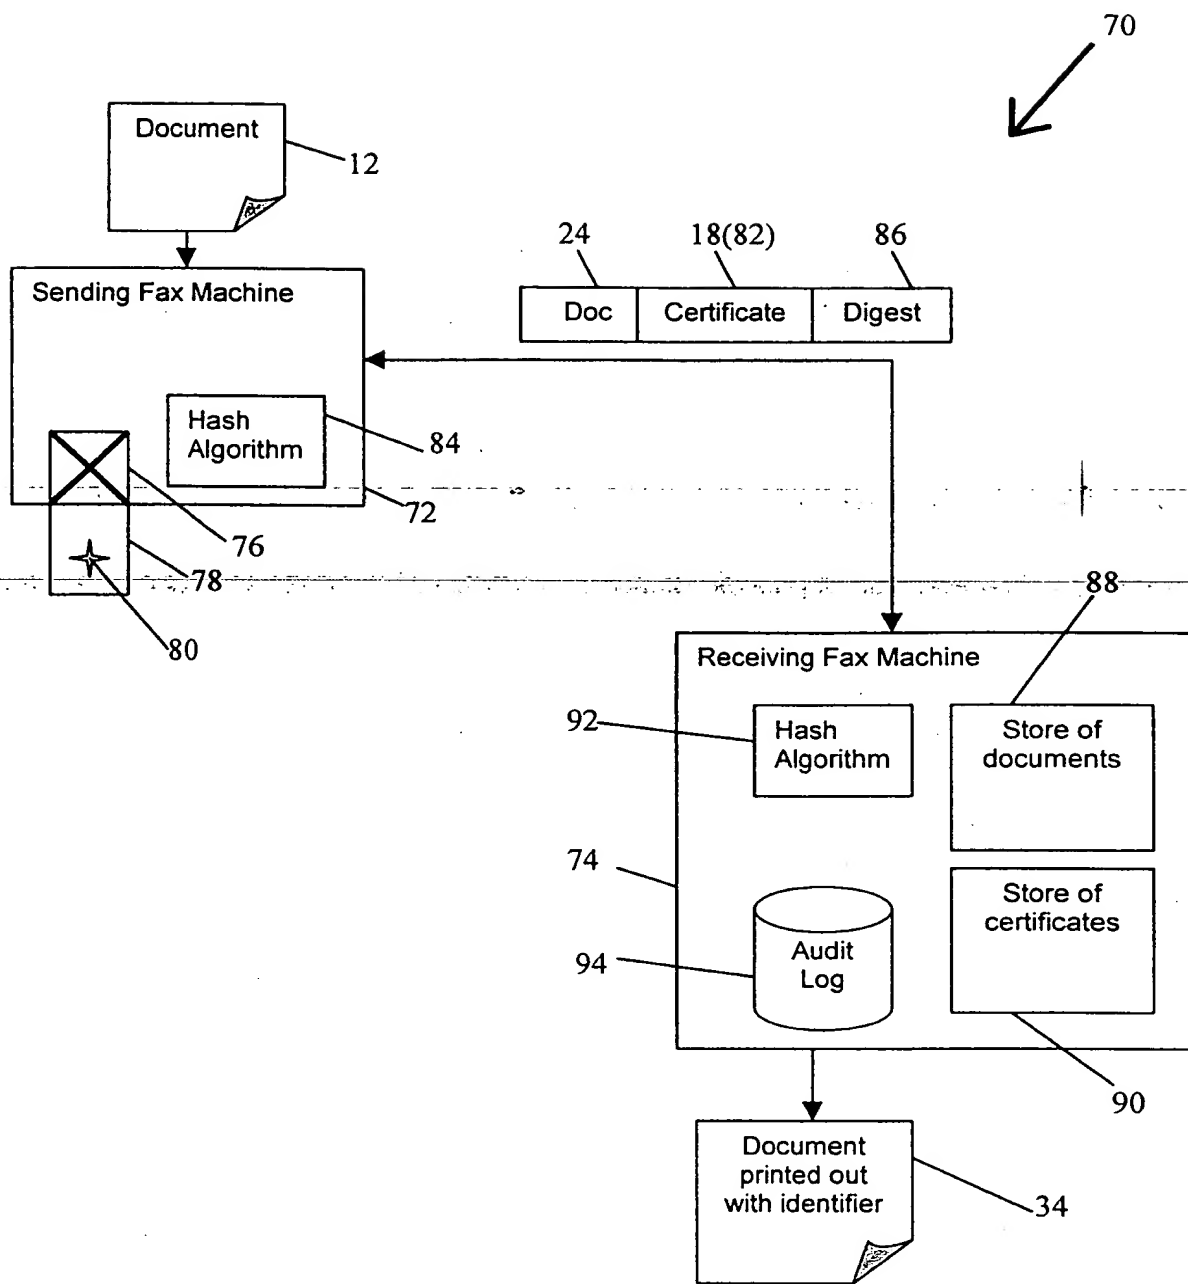 70
Document
12
24
18(82)
86
Sending Fax Machine
Doc
Certificate
Digest
Hash
Algorithm
84
72
76
78
80
88
Receiving Fax Machine
92
Hash
Algorithm
Store of
documents
74
Store of
certificates
94
Audit
Log
90
Document
printed out
with identifier
34